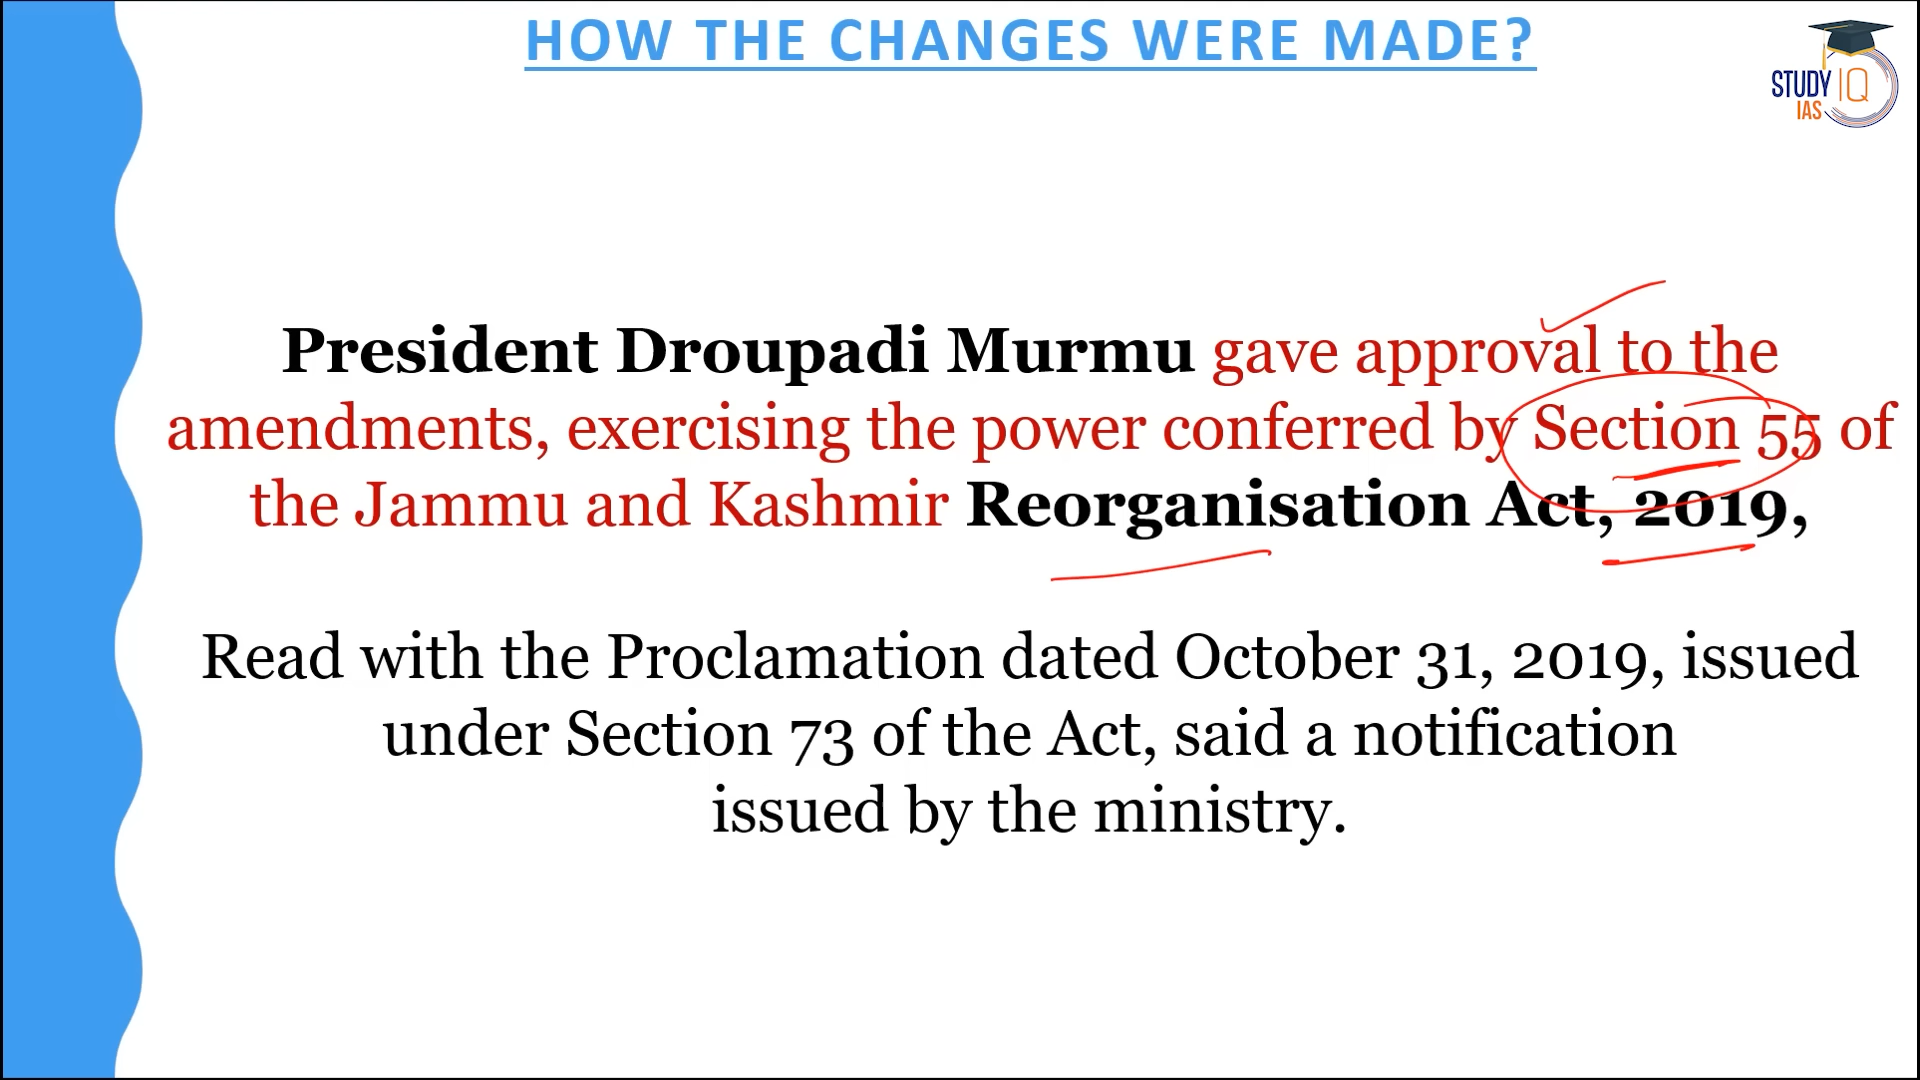 HOW THE CHANGES WERE MADE?
STUDY IQ
IAS
President Droupadi Murmu gave approval to the
amendments, exercising the power conferred by Section 55 of
the Jammu and Kashmir Reorganisation Act, 2019,
Read with the Proclamation dated October 31, 2019, issued
under Section 73 of the Act, said a notification
issued by the ministry.